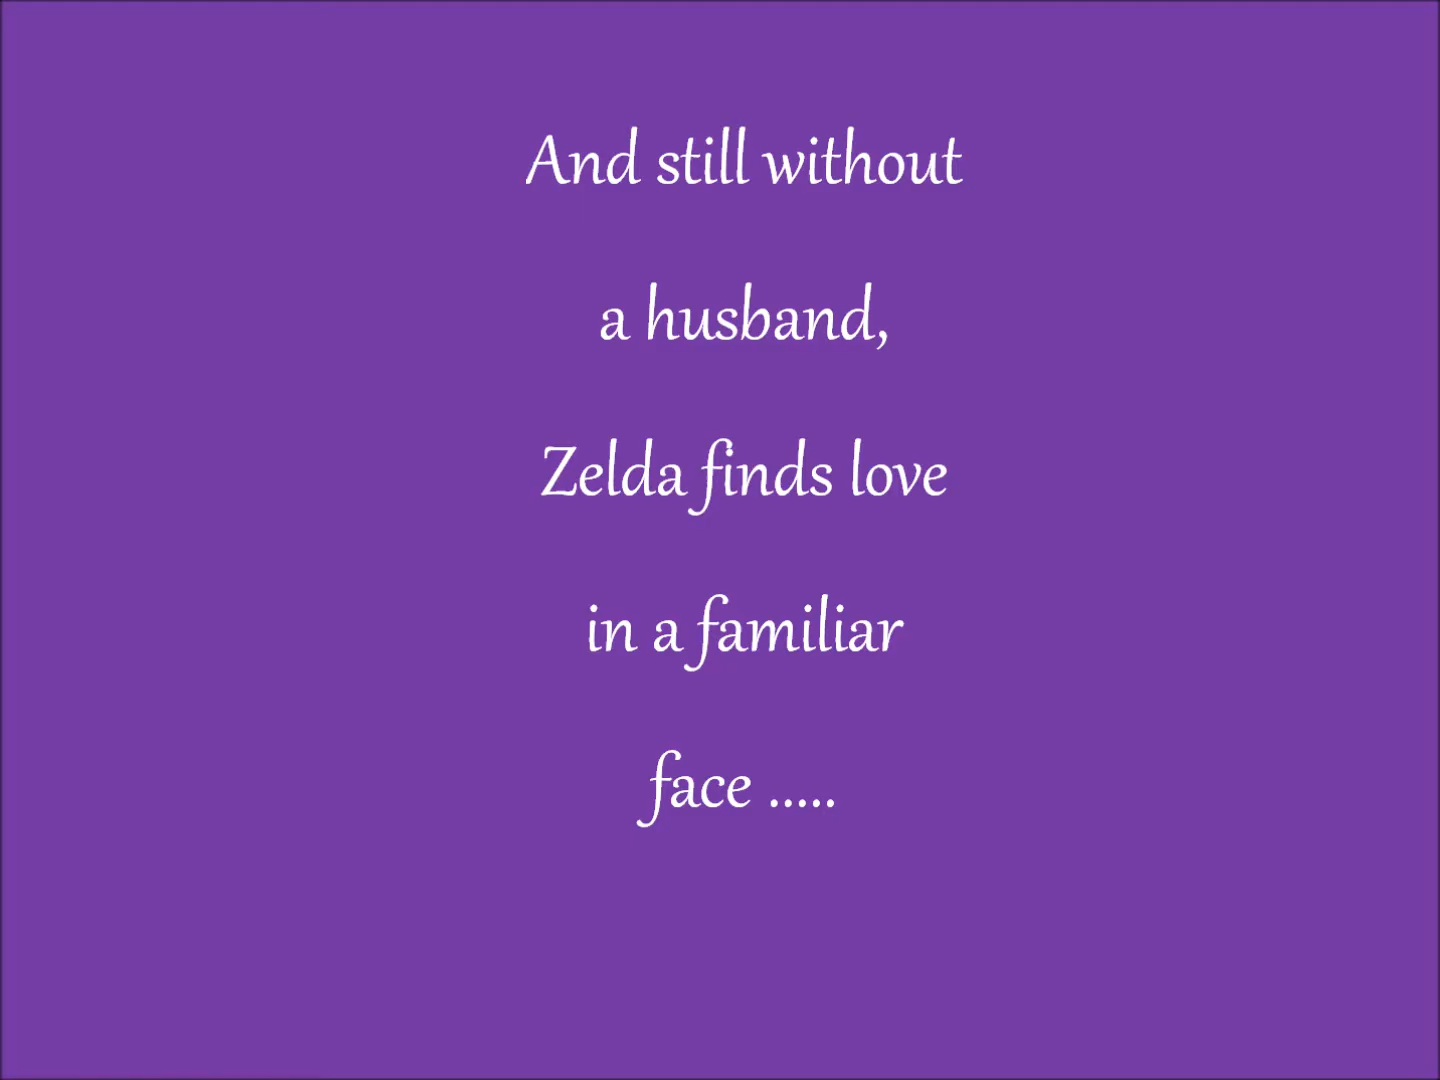 And still without
a husband,
Zelda finds love
in a familiar
face .....